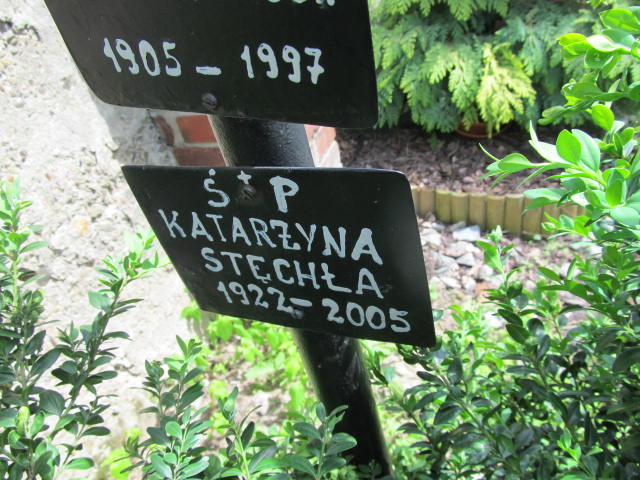 1905 – 1997
Ś + P
KATARZYNA
STĘCHŁA
1922–2005